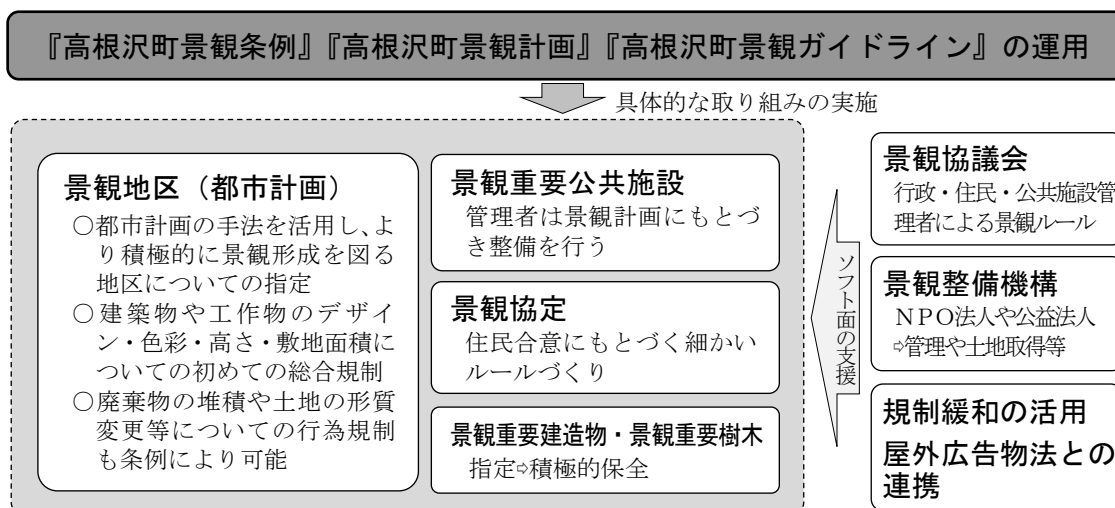 『高根沢町景観条例』『高根沢町景観計画』『高根沢町景観ガイドライン』の運用
具体的な取り組みの実施
景観地区（都市計画）
○都市計画の手法を活用し、よ
り積極的に景観形成を図る
地区についての指定
○建築物や工作物のデザイ
ン・色彩・高さ・敷地面積に
ついての初めての総合規制
○廃棄物の堆積や土地の形質
変更等についての行為規制
も条例により可能
景観重要公共施設
管理者は景観計画にもとづ
き整備を行う
景観協定
住民合意にもとづく細かい
ルールづくり
景観重要建造物・景観重要樹木
指定⇨積極的保全
ソフト面の支援
景観協議会
行政・住民・公共施設管
理者による景観ルール
景観整備機構
ＮＰＯ法人や公益法人
⇨管理や土地取得等
規制緩和の活用
屋外広告物法との
連携